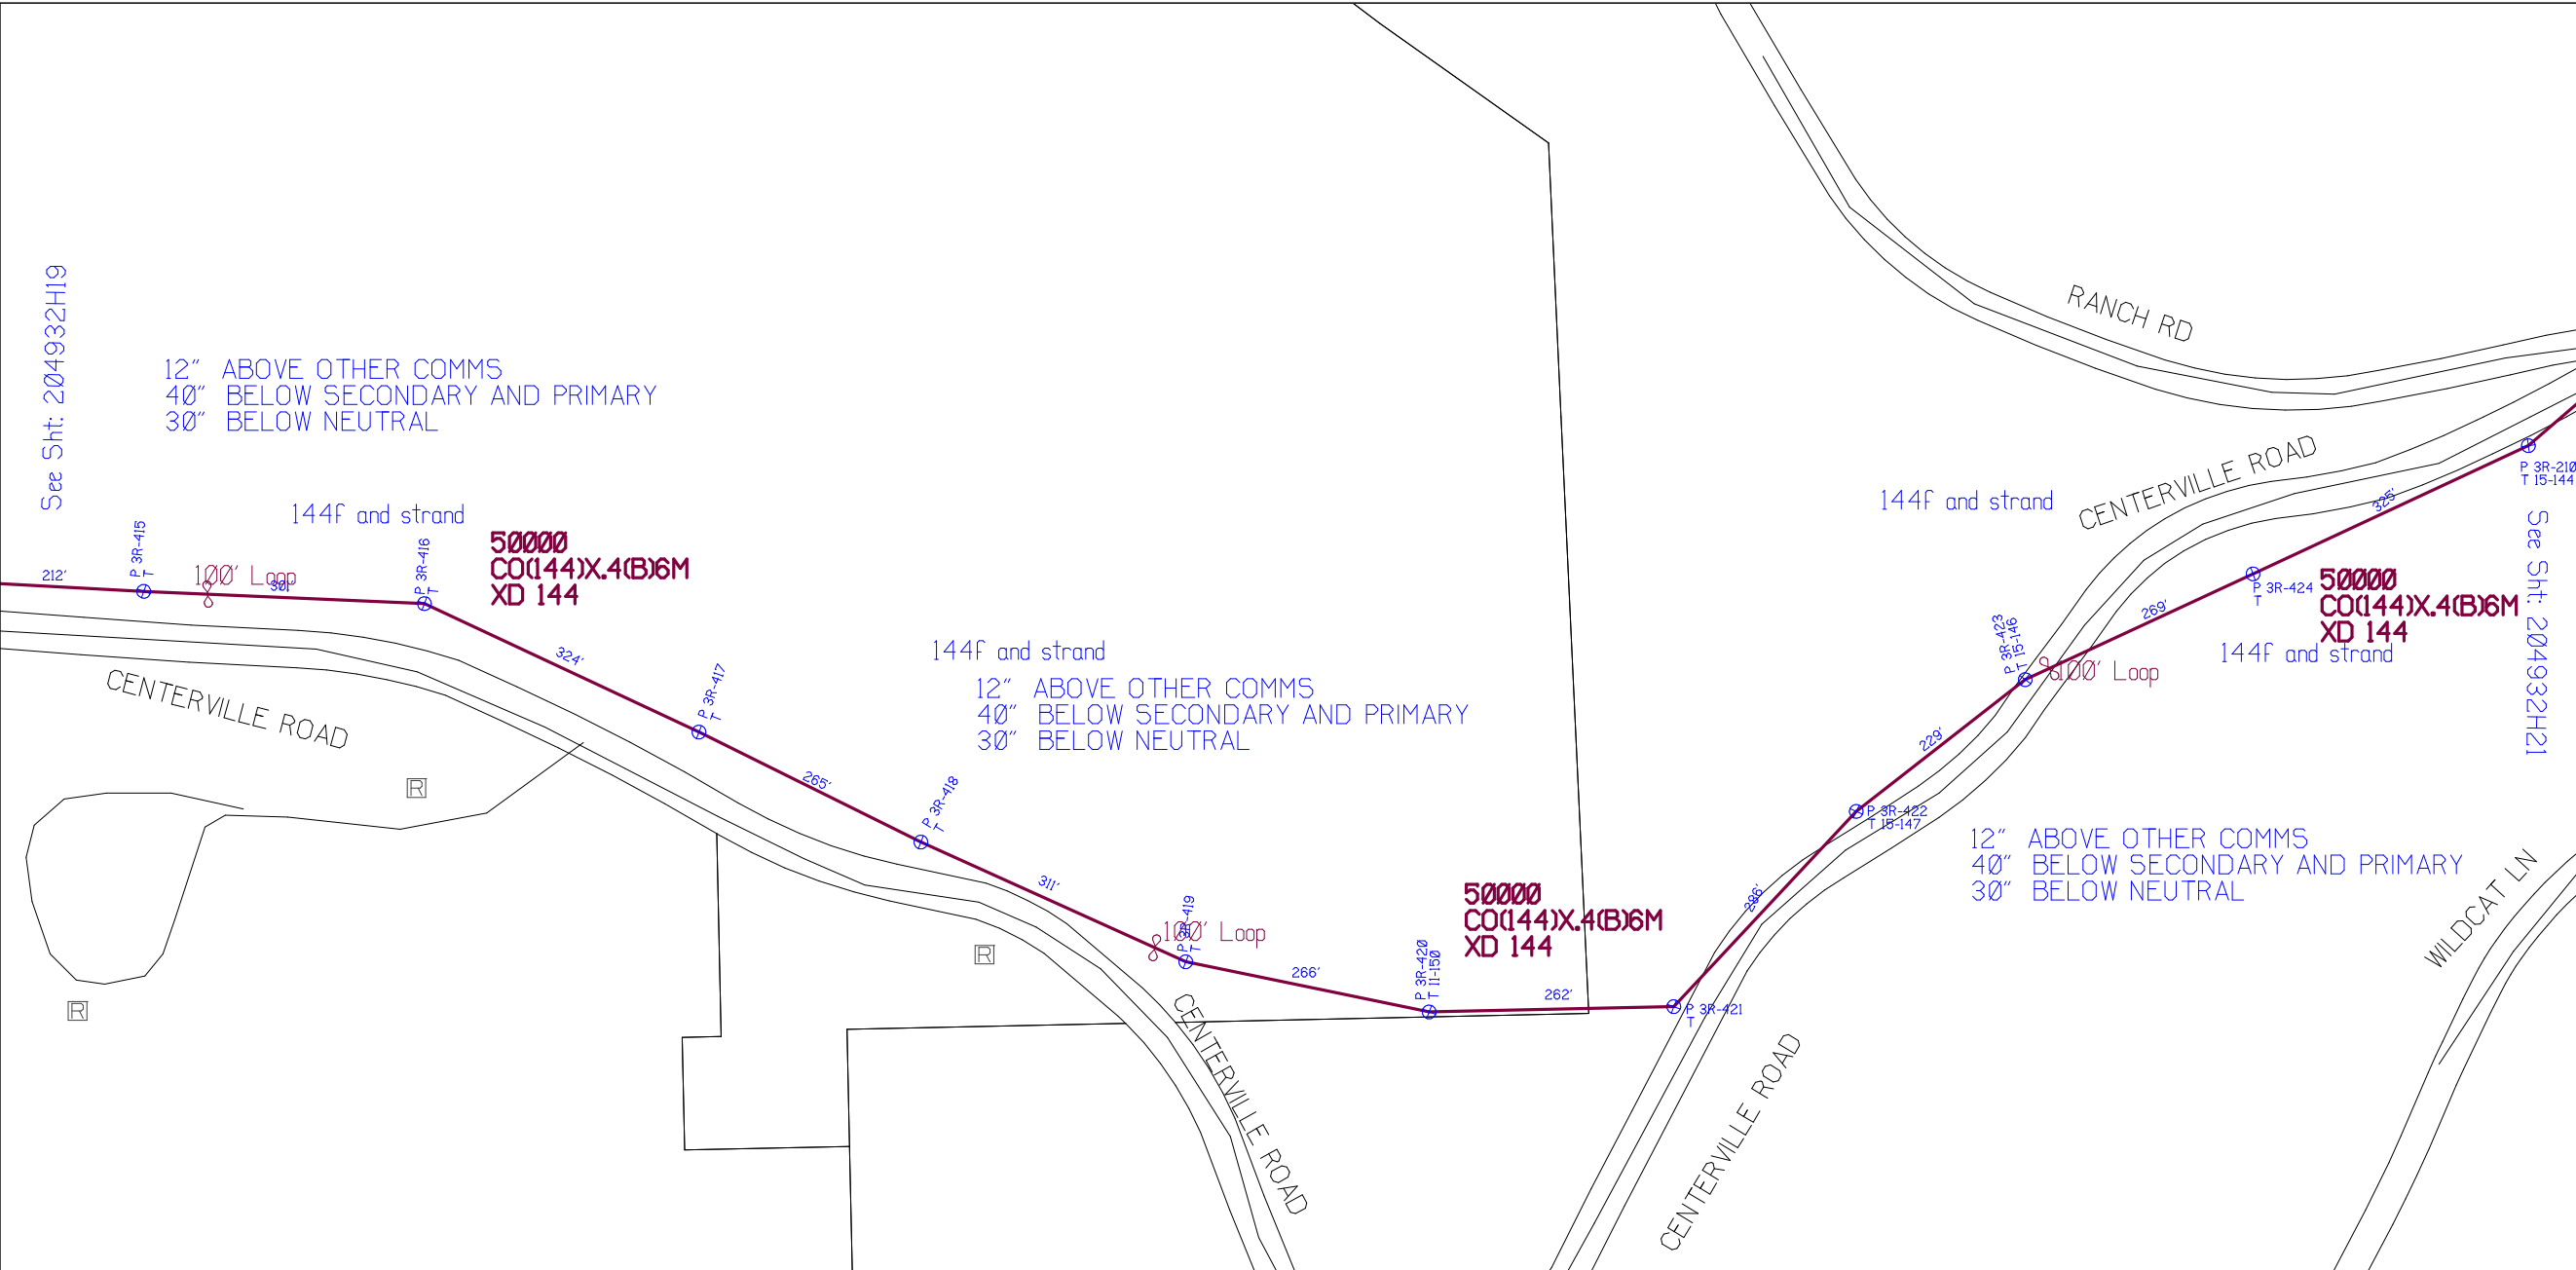 See Sht: 204932H19
12" ABOVE OTHER COMMS
40" BELOW SECONDARY AND PRIMARY
30" BELOW NEUTRAL
144f and strand
50000
CO(144)X.4(B)6M
XD 144
212'
P 3R-415
T
100' Loop
301'
P 3R-416
T
CENTERVILLE ROAD
324'
P 3R-417
T
144f and strand
12" ABOVE OTHER COMMS
40" BELOW SECONDARY AND PRIMARY
30" BELOW NEUTRAL
265'
P 3R-418
T
R
R
R
311'
P 3R-419
T
100' Loop
266'
P 3R-420
T 11-150
50000
CO(144)X.4(B)6M
XD 144
262'
P 3R-421
T
CENTERVILLE ROAD
CENTERVILLE ROAD
286'
P 3R-422
T 15-147
229'
P 3R-423
T 15-146
100' Loop
269'
P 3R-424
T
325'
P 3R-210
T 15-144
RANCH RD
CENTERVILLE ROAD
144f and strand
50000
CO(144)X.4(B)6M
XD 144
144f and strand
See Sht: 204932H21
12" ABOVE OTHER COMMS
40" BELOW SECONDARY AND PRIMARY
30" BELOW NEUTRAL
WILDCAT LN